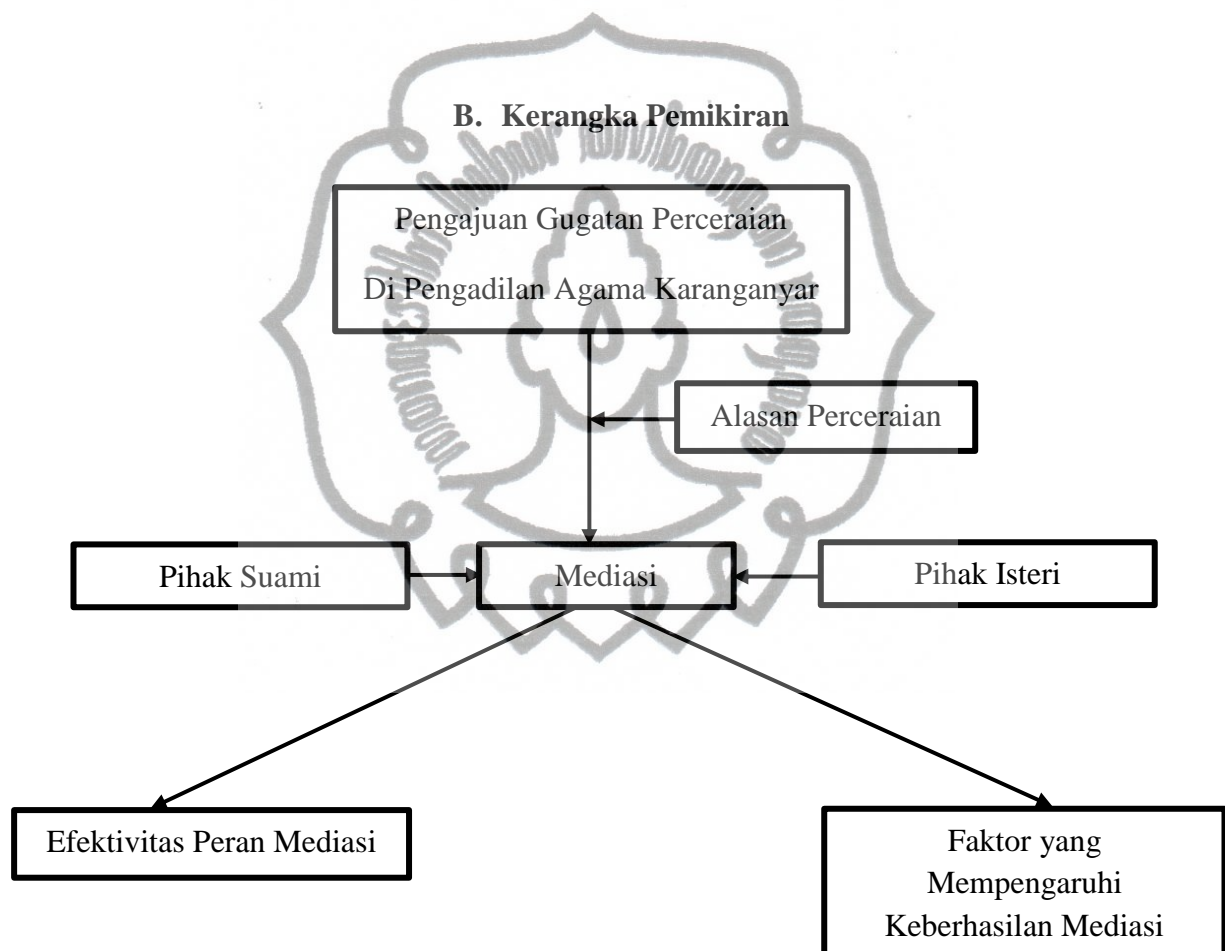 B. Kerangka Pemikiran
Pengajuan Gugatan Perceraian
Di Pengadilan Agama Karanganyar
Alasan Perceraian
Pihak Suami
Mediasi
Pihak Isteri
Efektivitas Peran Mediasi
Faktor yang
Mempengaruhi
Keberhasilan Mediasi